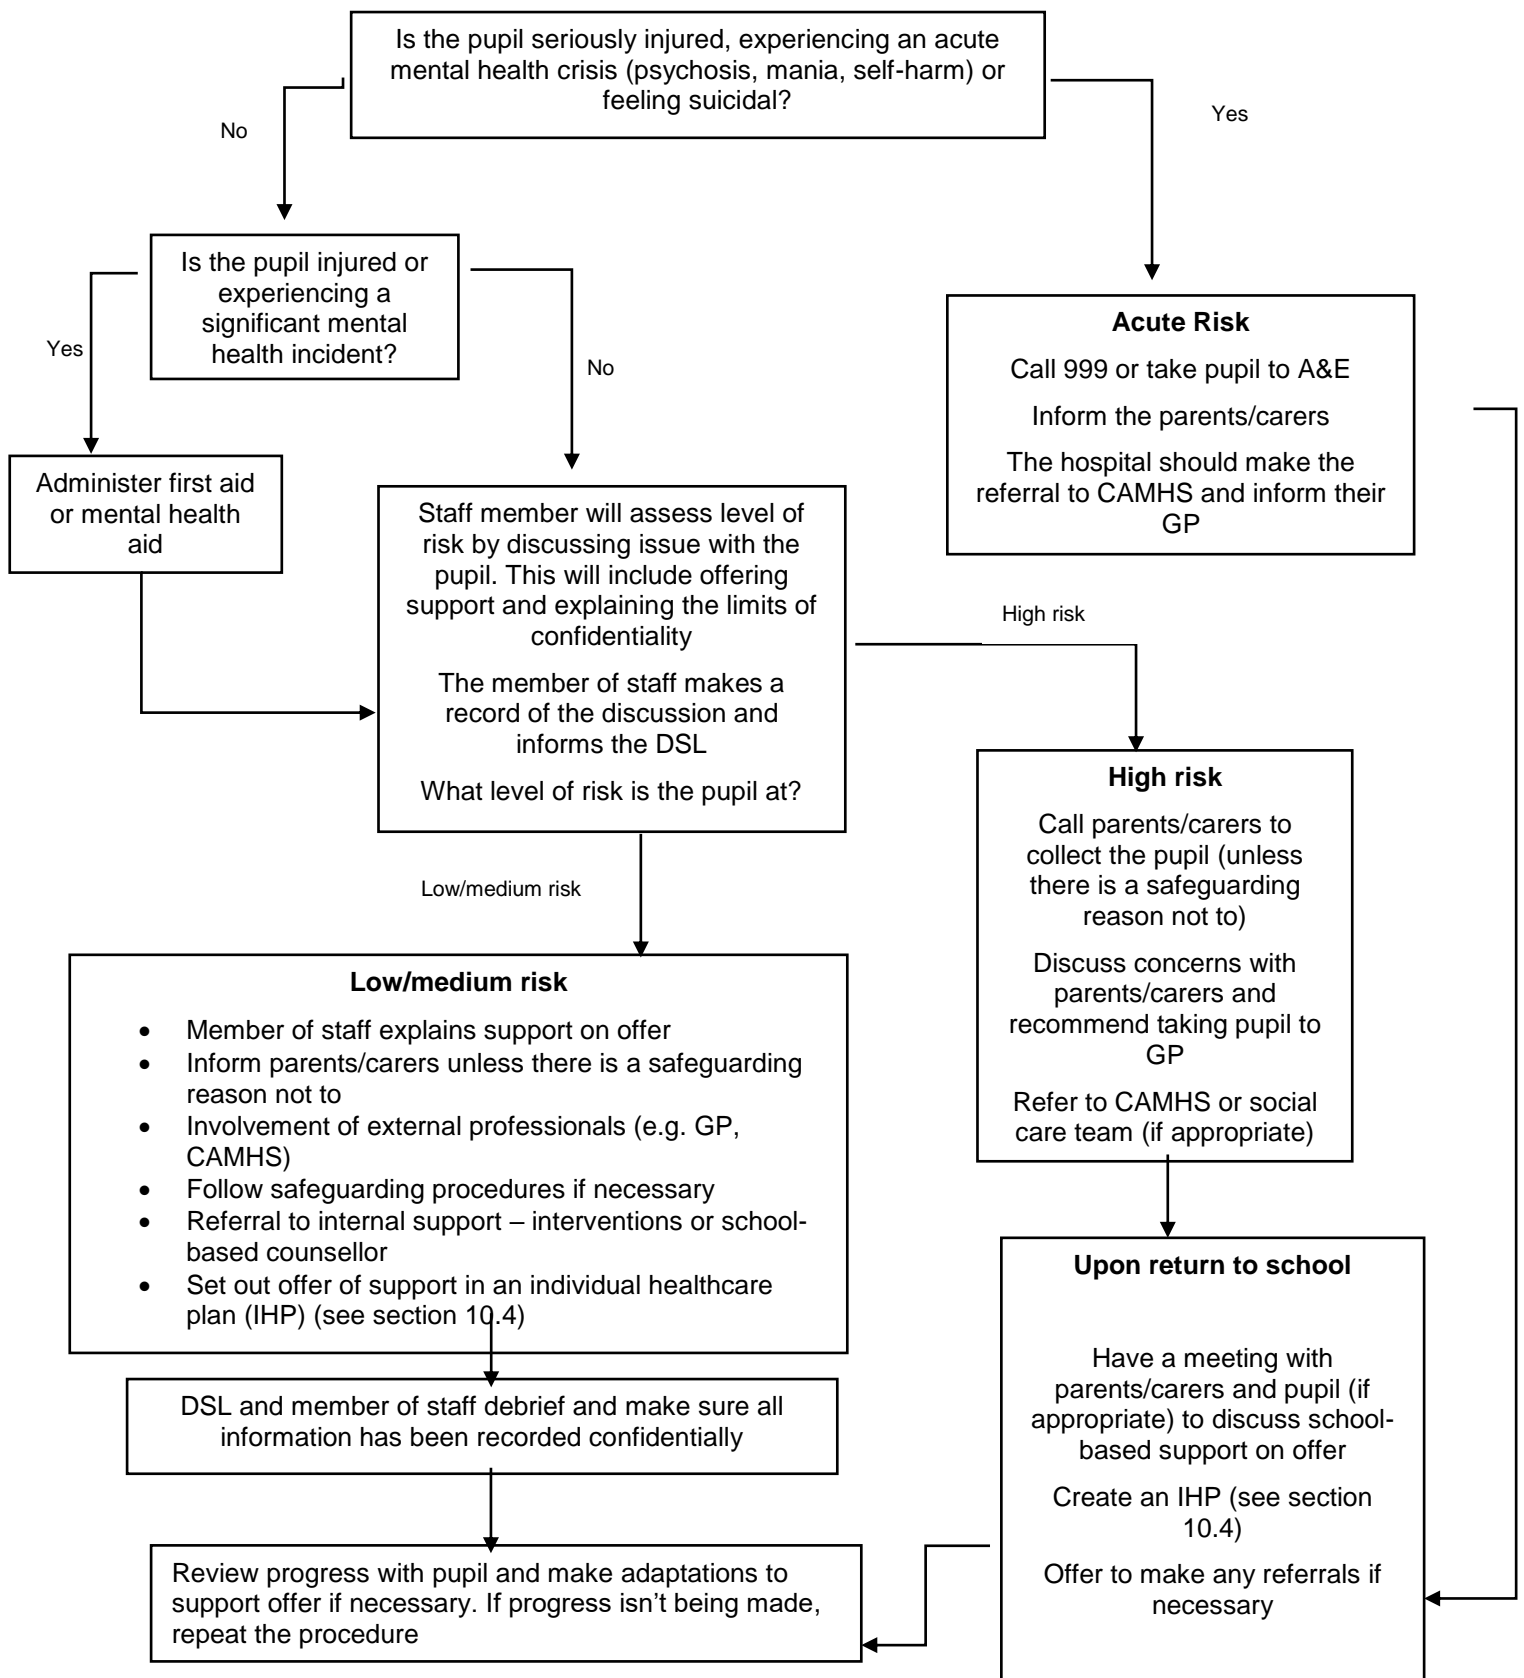 Is the pupil seriously injured, experiencing an acute
mental health crisis (psychosis, mania, self-harm) or
feeling suicidal?
No
Yes
Is the pupil injured or
experiencing a
significant mental
health incident?
Yes
No
Acute Risk
Call 999 or take pupil to A&E
Inform the parents/carers
The hospital should make the
referral to CAMHS and inform their
GP
Administer first aid
or mental health
aid
Staff member will assess level of
risk by discussing issue with the
pupil. This will include offering
support and explaining the limits of
confidentiality
The member of staff makes a
record of the discussion and
informs the DSL
What level of risk is the pupil at?
High risk
High risk
Call parents/carers to
collect the pupil (unless
there is a safeguarding
reason not to)
Discuss concerns with
parents/carers and
recommend taking pupil to
GP
Refer to CAMHS or social
care team (if appropriate)
Low/medium risk
Low/medium risk
• Member of staff explains support on offer
• Inform parents/carers unless there is a safeguarding
reason not to
• Involvement of external professionals (e.g. GP,
CAMHS)
• Follow safeguarding procedures if necessary
• Referral to internal support – interventions or school-
based counsellor
• Set out offer of support in an individual healthcare
plan (IHP) (see section 10.4)
DSL and member of staff debrief and make sure all
information has been recorded confidentially
Upon return to school
Have a meeting with
parents/carers and pupil (if
appropriate) to discuss school-
based support on offer
Create an IHP (see section
10.4)
Offer to make any referrals if
necessary
Review progress with pupil and make adaptations to
support offer if necessary. If progress isn't being made,
repeat the procedure